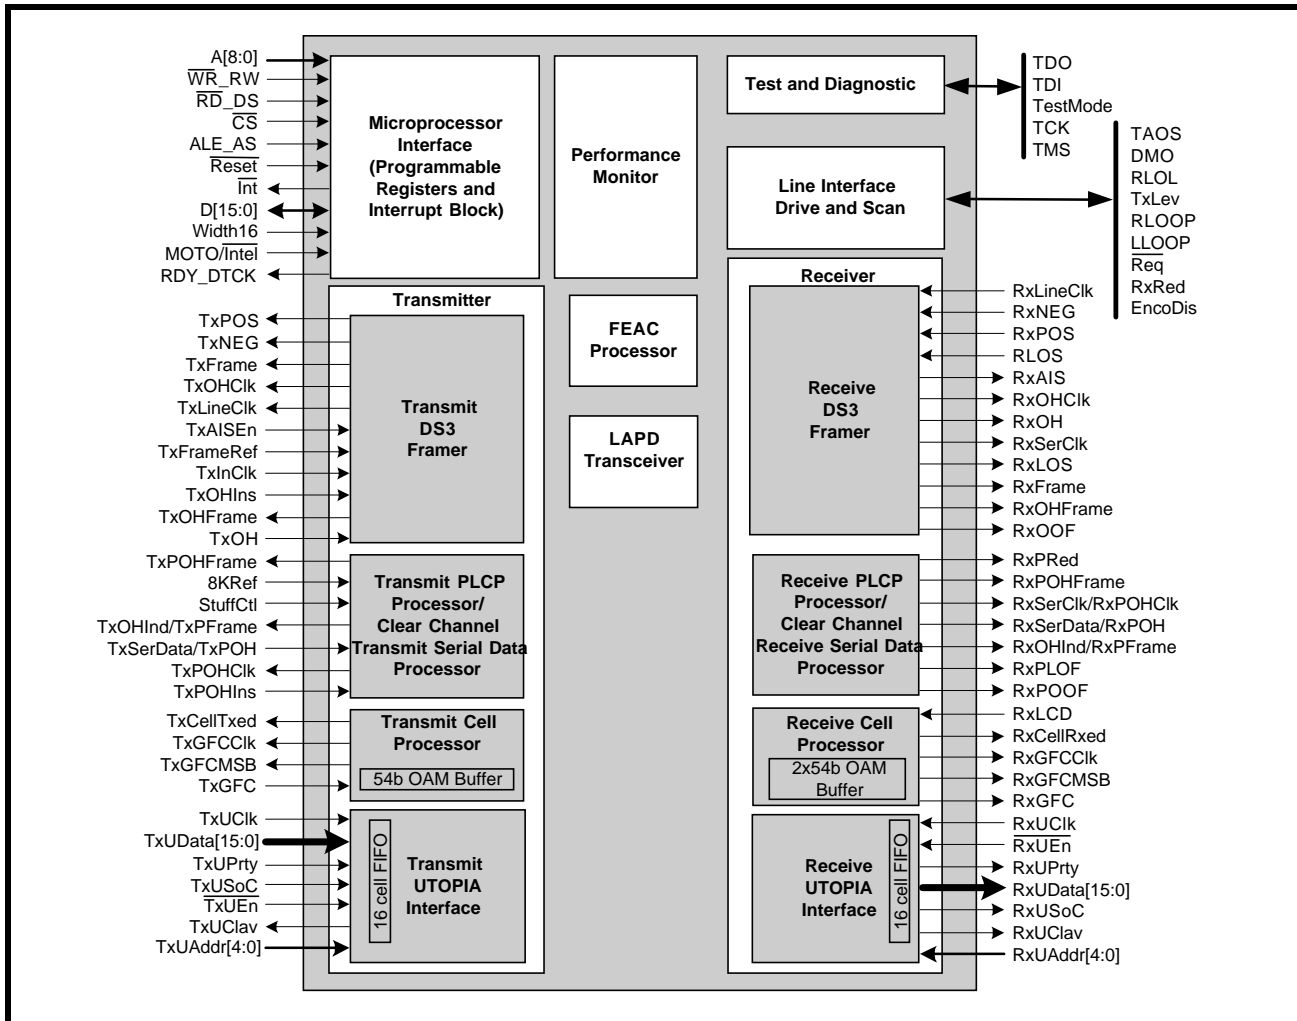 A[8:0]
WR_RW
RD_DS
CS
ALE_AS
Reset
Int
D[15:0]
Width16
MOTO/Intel
RDY_DTCK
Microprocessor
Interface
(Programmable
Registers and
Interrupt Block)
Performance
Monitor
Test and Diagnostic
TDO
TDI
TestMode
TCK
TMS
Line Interface
Drive and Scan
TAOS
DMO
RLOL
TxLev
RLOOP
LLOOP
Req
RxRed
EncoDis
Transmitter
TxPOS
TxNEG
TxFrame
TxOHClk
TxLineClk
TxAISEn
TxFrameRef
TxInClk
TxOHIns
TxOHFrame
TxOH
Transmit
DS3
Framer
FEAC
Processor
LAPD
Transceiver
Receiver
Receive
DS3
Framer
RxLineClk
RxNEG
RxPOS
RLOS
RxAIS
RxOHClk
RxOH
RxSerClk
RxLOS
RxFrame
RxOHFrame
RxOOF
TxPOHFrame
8KRef
StuffCtl
TxOHInd/TxPFrame
TxSerData/TxPOH
TxPOHClk
TxPOHIns
Transmit PLCP
Processor/
Clear Channel
Transmit Serial Data
Processor
Receive PLCP
Processor/
Clear Channel
Receive Serial Data
Processor
RxPRed
RxPOHFrame
RxSerClk/RxPOHClk
RxSerData/RxPOH
RxOHInd/RxPFrame
RxPLOF
RxPOOF
TxCellTxed
TxGFCClk
TxGFCMSB
TxGFC
Transmit Cell
Processor
54b OAM Buffer
Receive Cell
Processor
2x54b OAM
Buffer
RxLCD
RxCellRxed
RxGFCClk
RxGFCMSB
RxGFC
TxUClk
TxUData[15:0]
TxUPrty
TxUSoC
TxUEn
TxUClav
TxUAddr[4:0]
16 cell FIFO
Transmit
UTOPIA
Interface
Receive
UTOPIA
Interface
16 cell FIFO
RxUClk
RxUEn
RxUPrty
RxUData[15:0]
RxUSoC
RxUClav
RxUAddr[4:0]